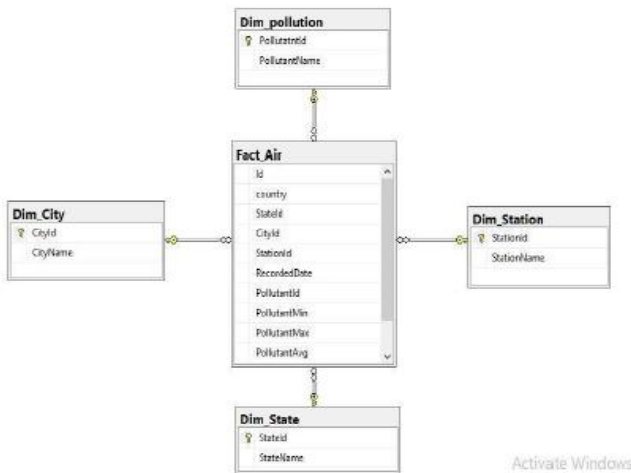 Dim_pollution
PollutatntId
PollutantName
Fact_Air
Id
country
StateId
CityId
StationId
RecordedDate
PollutantId
PollutantMin
PollutantMax
PollutantAvg
Dim_City
CityId
CityName
Dim_Station
StationId
StationName
Dim_State
StateId
StateName
Activate Windows